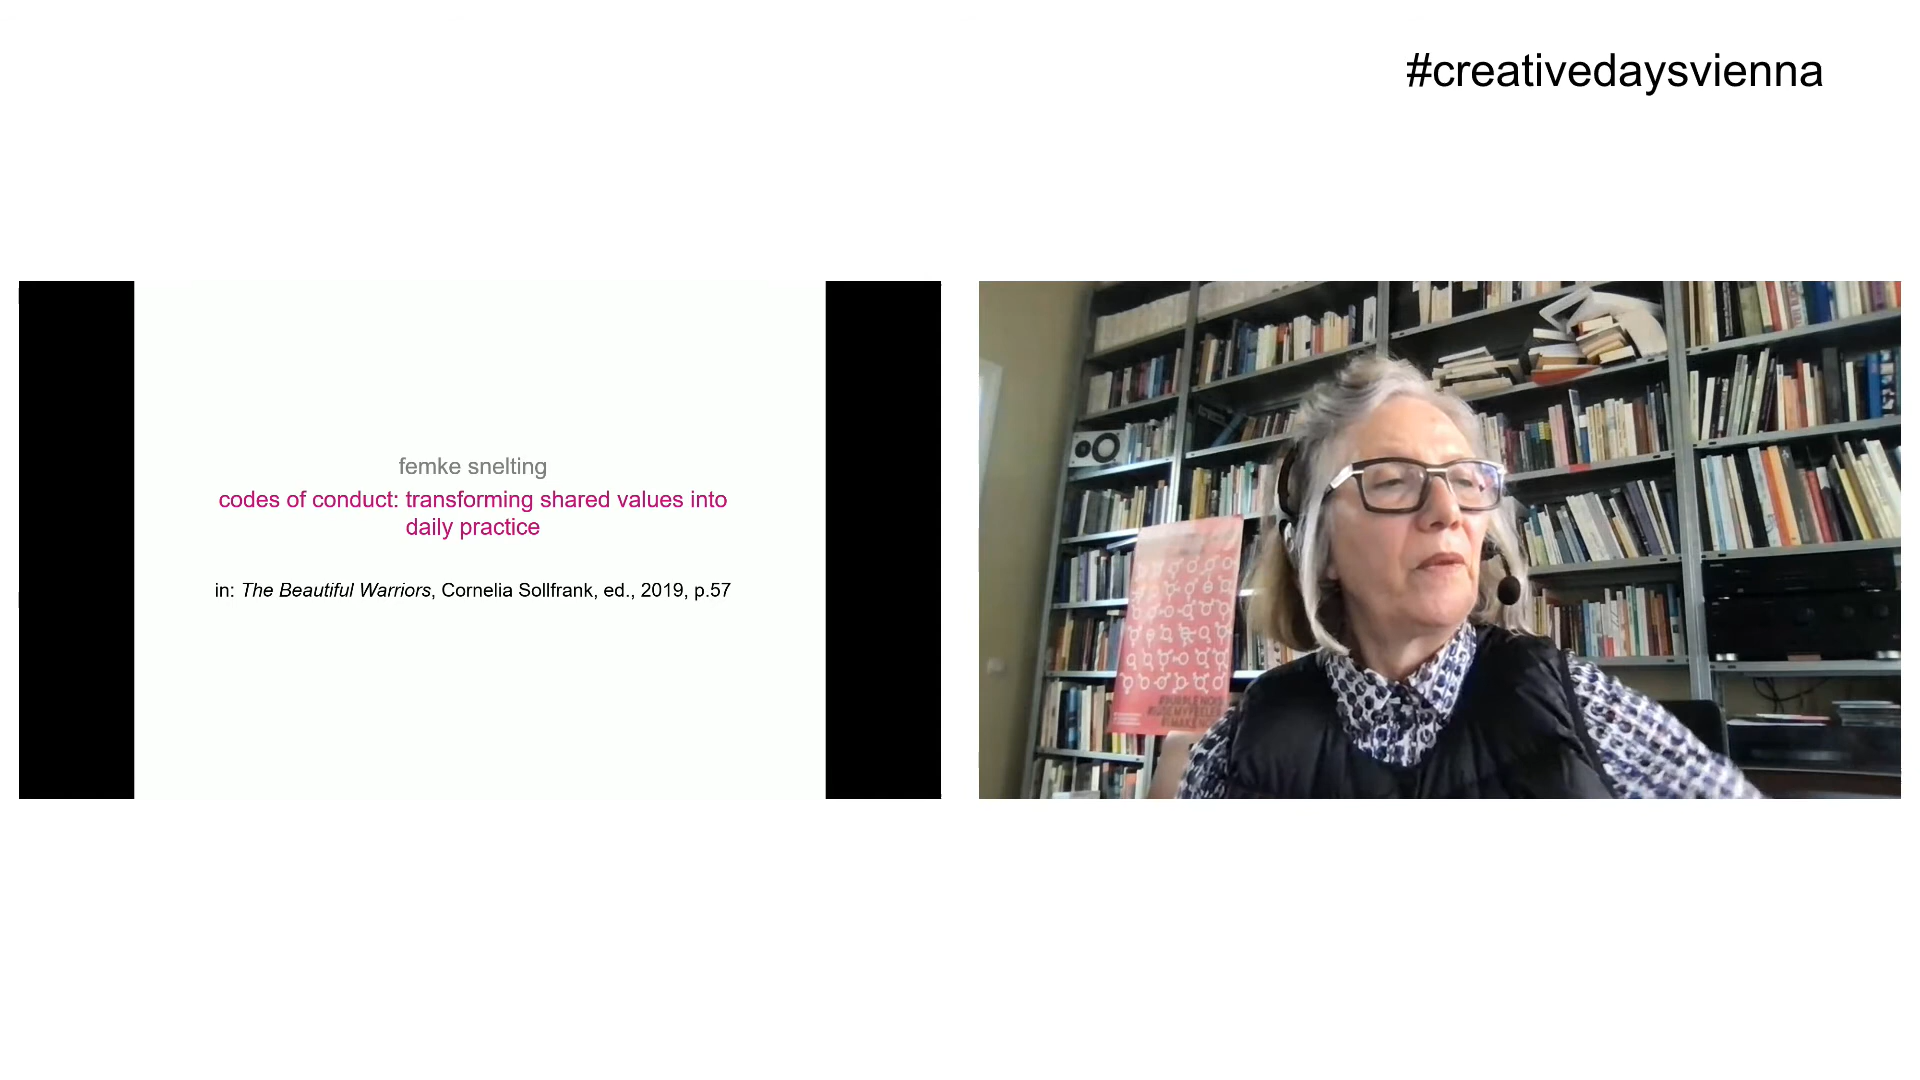 #creativedaysvienna
femke snelting
codes of conduct: transforming shared values into
daily practice
in: The Beautiful Warriors, Cornelia Sollfrank, ed., 2019, p.57